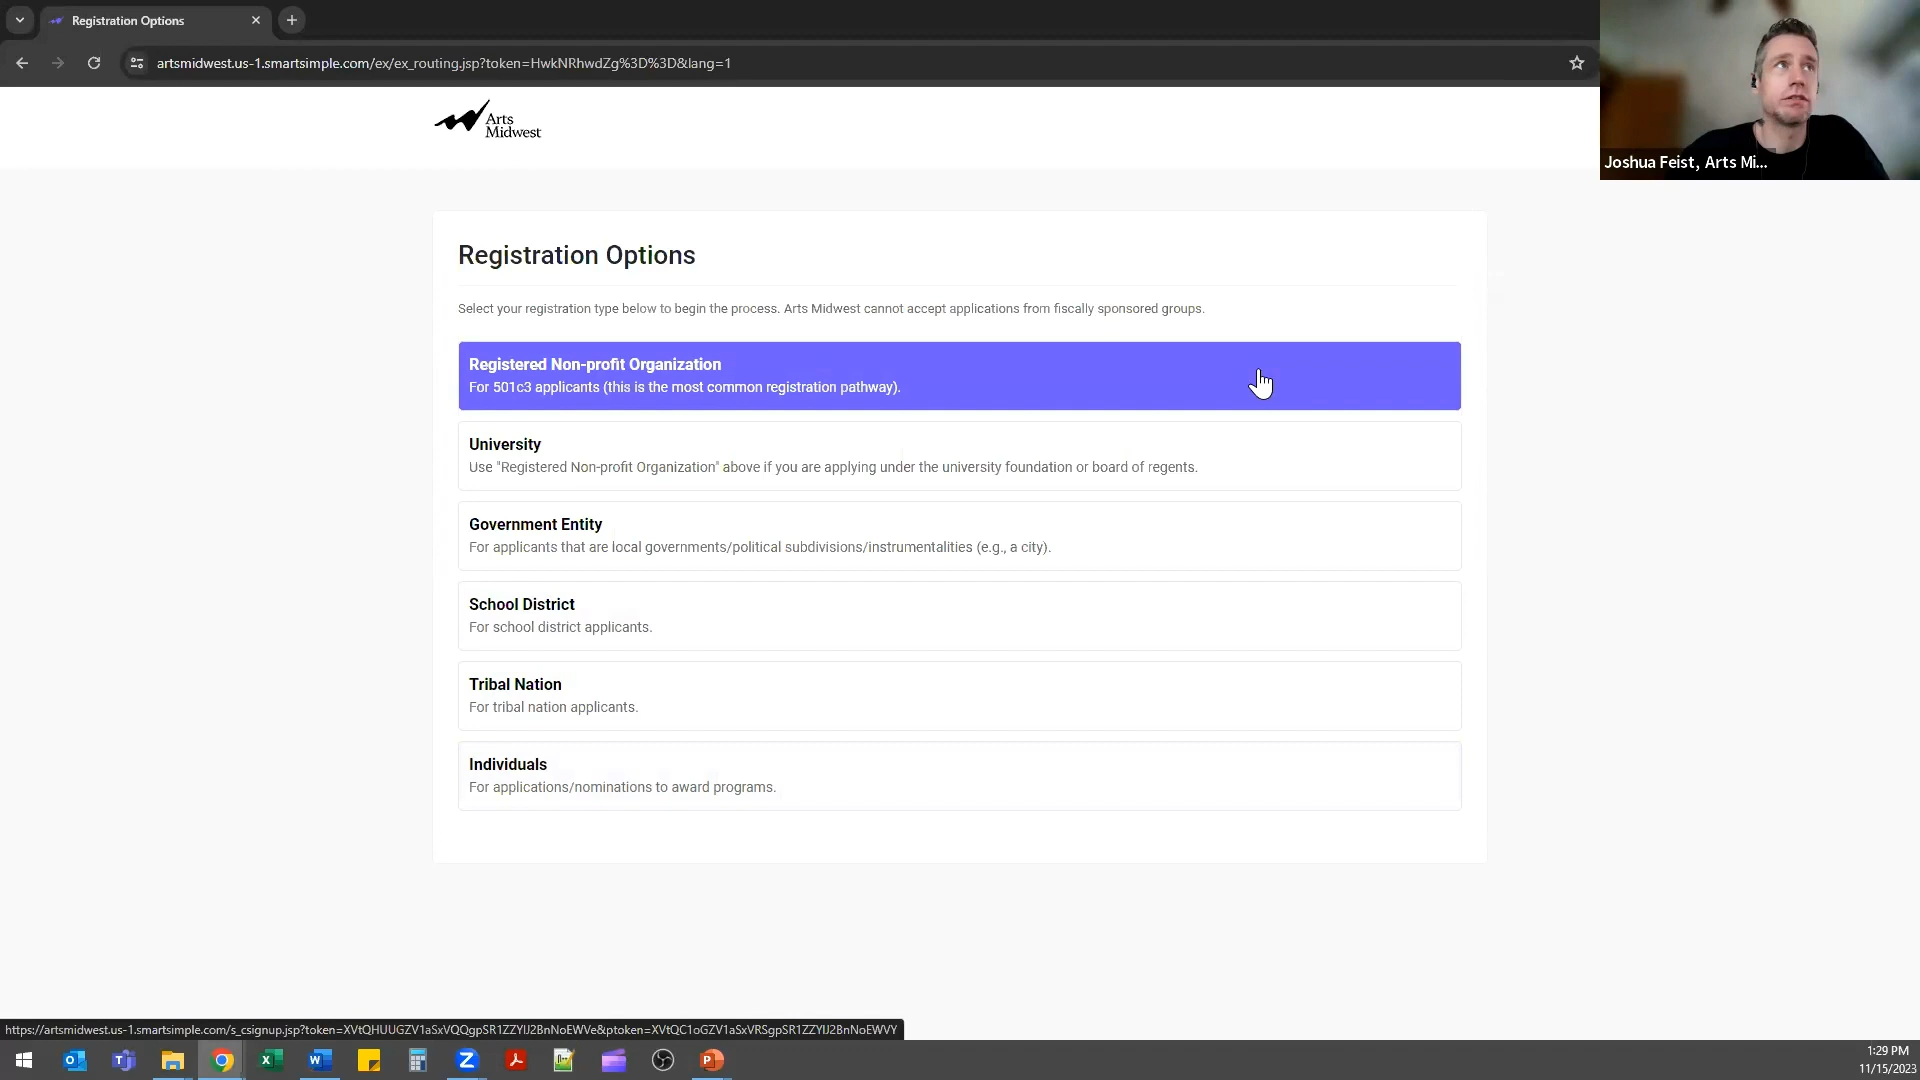 Registration Options
artsmidwest.us-1.smartsimple.com/ex/ex_routing.jsp?token=HwkNRhwdZg%3D%3D&lang=1
Arts
Midwest
Joshua Feist, Arts Mi...
Registration Options
Select your registration type below to begin the process. Arts Midwest cannot accept applications from fiscally sponsored groups.
Registered Non-profit Organization
For 501c3 applicants (this is the most common registration pathway).
University
Use "Registered Non-profit Organization" above if you are applying under the university foundation or board of regents.
Government Entity
For applicants that are local governments/political subdivisions/instrumentalities (e.g., a city).
School District
For school district applicants.
Tribal Nation
For tribal nation applicants.
Individuals
For applications/nominations to award programs.
https://artsmidwest.us-1.smartsimple.com/s_csignup.jsp?token=XVtQHUUGZV1aSxVQQgpSR1ZZYlJ2BnNoEWVe&ptoken=XVtQC1oGZV1aSxVRSgpSR1ZZYlJ2BnNoEWVY
1:29 PM
11/15/2023